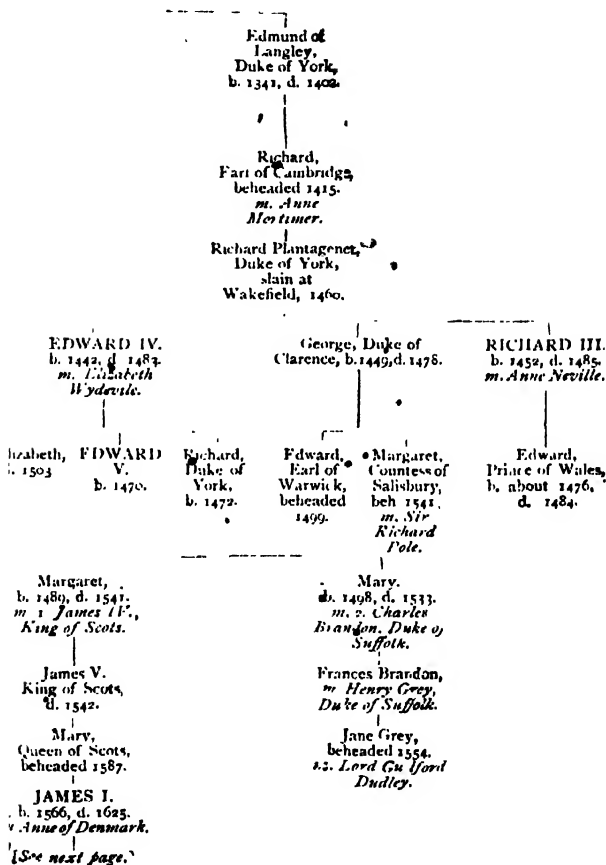 Edmund of
Langley,
Duke of York,
b. 1341, d. 1402.
Richard,
Earl of Cambridge,
beheaded 1415.
m. Anne
Mortimer.
Richard Plantagenet,
Duke of York,
slain at
Wakefield, 1460.
EDWARD IV.
b. 1442, d. 1483.
m. Elizabeth
Wydevile.
George, Duke of
Clarence, b.1449, d. 1478.
RICHARD III.
b. 1452, d. 1485.
m. Anne Neville.
lizabeth,
. 1503
EDWARD
V.
b. 1470.
Richard,
Duke of
York,
b. 1472.
Edward,
Earl of
Warwick,
beheaded
1499.
Margaret,
Countess of
Salisbury,
beh 1541,
m. Sir
Richard
Pole.
Edward,
Prince of Wales,
b. about 1476,
d. 1484.
Margaret,
b. 1489, d. 1541.
m 1 James IV.,
King of Scots.
Mary.
b. 1498, d. 1533.
m. 2. Charles
Brandon, Duke of
Suffolk.
James V.
King of Scots,
d. 1542.
Frances Brandon,
m Henry Grey,
Duke of Suffolk.
Mary,
Queen of Scots,
beheaded 1587.
Jane Grey,
beheaded 1554.
Lord Guilford
Dudley.
JAMES I.
b. 1566, d. 1625.
Anne of Denmark.
[See next page.